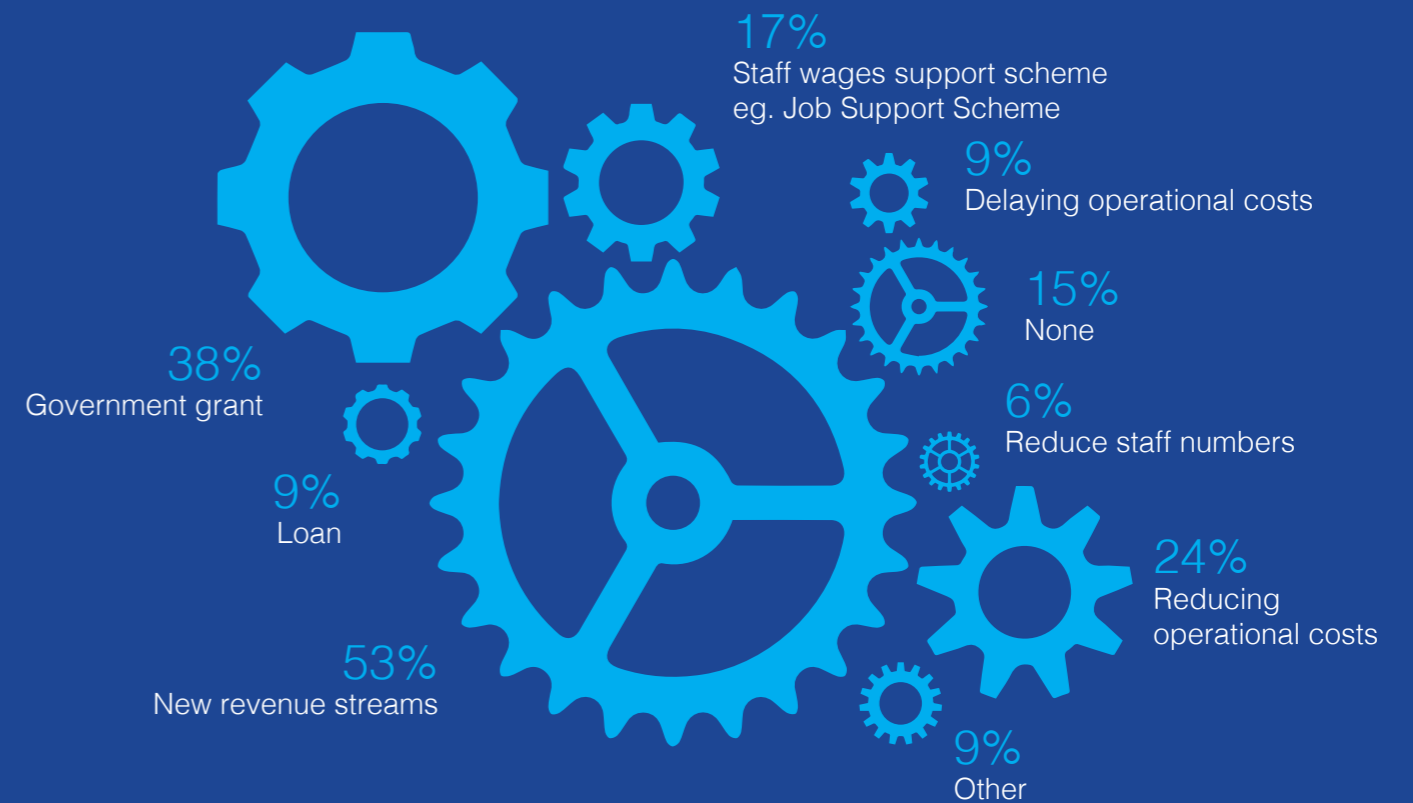 17%
Staff wages support scheme
eg. Job Support Scheme
9%
Delaying operational costs
15%
None
38%
Government grant
6%
Reduce staff numbers
9%
Loan
24%
Reducing
operational costs
53%
New revenue streams
9%
Other